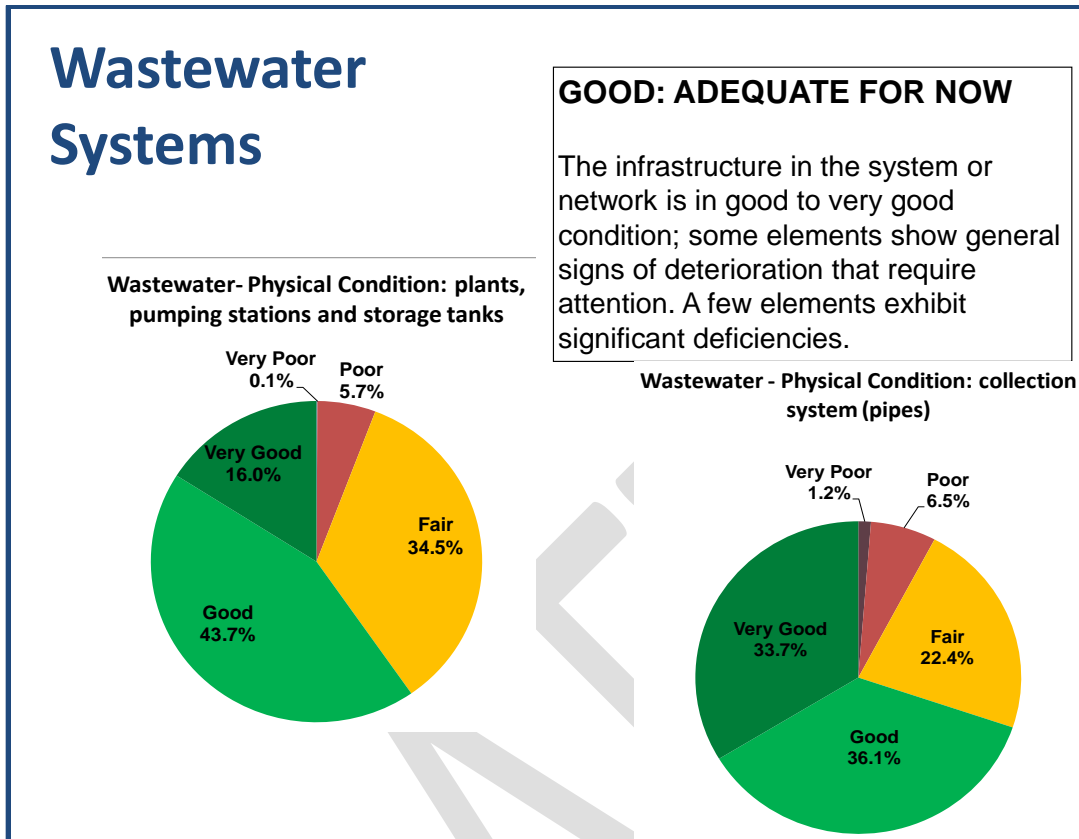 Wastewater
Systems
GOOD: ADEQUATE FOR NOW
The infrastructure in the system or
network is in good to very good
condition; some elements show general
signs of deterioration that require
attention. A few elements exhibit
significant deficiencies.
Wastewater- Physical Condition: plants,
pumping stations and storage tanks
Very Poor
0.1%
Poor
5.7%
Very Good
16.0%
Fair
34.5%
Good
43.7%
Wastewater - Physical Condition: collection
system (pipes)
Very Poor
1.2%
Poor
6.5%
Very Good
33.7%
Fair
22.4%
Good
36.1%